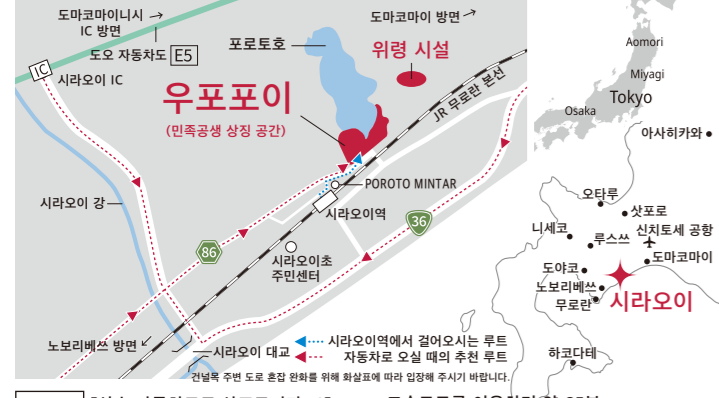 도마코마이니시 →
IC 방면
도마코마이 방면→
도오 자동차도 E5
포로토호
위령 시설
IC
시라오이 IC
우포포이
(민족공생 상징 공간)
JR 무로란 본선
POROTO MINTAR
시라오이역
시라오이 강
36
86
시라오이초
주민센터
노보리베쓰 방면
시라오이 대교
시라오이역에서 걸어오시는 루트
자동차로 오실 때의 추천 루트
건널목 주변 도로 혼잡 완화를 위해 화살표에 따라 입장해 주시기 바랍니다.
Aomori
Miyagi
Tokyo
Osaka
아사히카와
오타루
삿포로
니세코
신치토세 공항
루스쓰
도마코마이
도야코
노보리베쓰
시라오이
무로란
하코다테